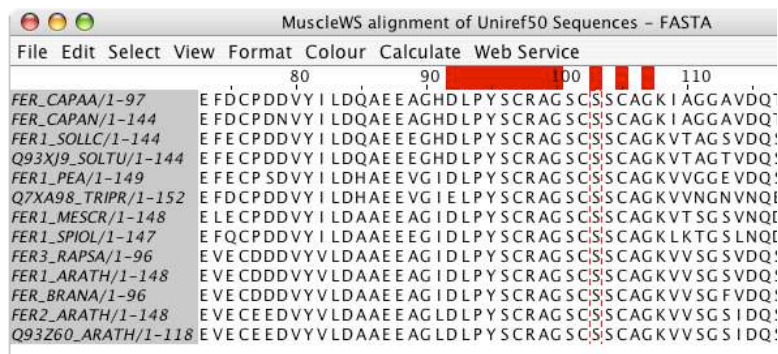 MuscleWS alignment of Uniref50 Sequences – FASTA
File Edit Select View Format Colour Calculate Web Service
80 90 100 110
FER_CAPAA/1-97 EFDCPDDVYILDQAEEAGHDLPYSCRAGSCSSCAGKIAGGAVDQT
FER_CAPAN/1-144 EFDCPDNVYILDQAEEAGHDLPYSCRAGSCSSCAGKIAGGAVDQT
FER1_SOLLC/1-144 EFECPDDVYILDQAEEEGHDLPYSCRAGSCSSCAGKVTAGSVDQS
Q93XJ9_SOLTU/1-144 EFECPDDVYILDQAEEEGHDLPYSCRAGSCSSCAGKVTAGTVDQS
FER1_PEA/1-149 EFECPSDVYILDHAEEVGIDLPYSCRAGSCSSCAGKVVGGEVDQS
Q7XA98_TRIPR/1-152 EFDCPDDVYILDHAEEVGIELPYSCRAGSCSSCAGKVVNGNVNQE
FER1_MESCR/1-148 ELECPDDVYILDAAEEAGIDLPYSCRAGSCSSCAGKVTSGSVNQD
FER1_SPIOL/1-147 EFQCPDDVYILDAAEEEGIDLPYSCRAGSCSSCAGKLKTGSLNQD
FER3_RAPSA/1-96 EVECDDDVYVLDAAEEAGIDLPYSCRAGSCSSCAGKVVSGSVDQS
FER1_ARATH/1-148 EVECDDDVYVLDAAEEAGIDLPYSCRAGSCSSCAGKVVSGSVDQS
FER_BRANA/1-96 EVECDDDVYVLDAAEEAGIDLPYSCRAGSCSSCAGKVVSGFVDQS
FER2_ARATH/1-148 EVECEEDVYVLDAAEEAGLDLPYSCRAGSCSSCAGKVVSGSIDQS
Q93Z60_ARATH/1-118 EVECEEDVYVLDAAEEAGLDLPYSCRAGSCSSCAGKVVSGSIDQS